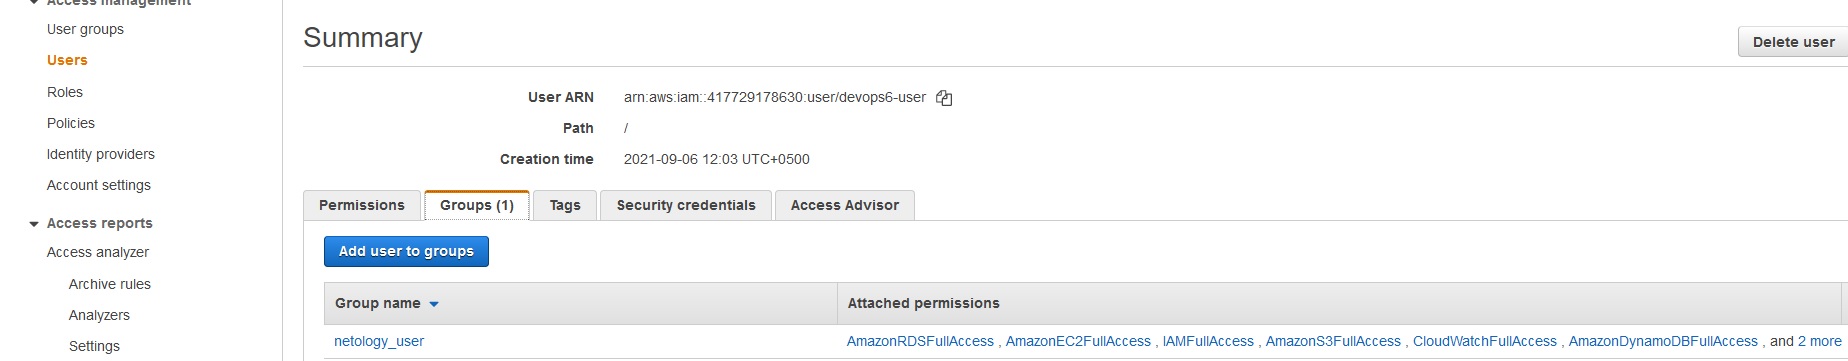 Access management
User groups
Users
Roles
Policies
Identity providers
Account settings
Access reports
Access analyzer
Archive rules
Analyzers
Settings
Summary
Delete user
User ARN arn:aws:iam::417729178630:user/devops6-user
Path /
Creation time 2021-09-06 12:03 UTC+0500
Permissions Groups (1) Tags Security credentials Access Advisor
Add user to groups
Group name Attached permissions
netology_user AmazonRDSFullAccess , AmazonEC2FullAccess , IAMFullAccess , AmazonS3FullAccess , CloudWatchFullAccess , AmazonDynamoDBFullAccess , and 2 more